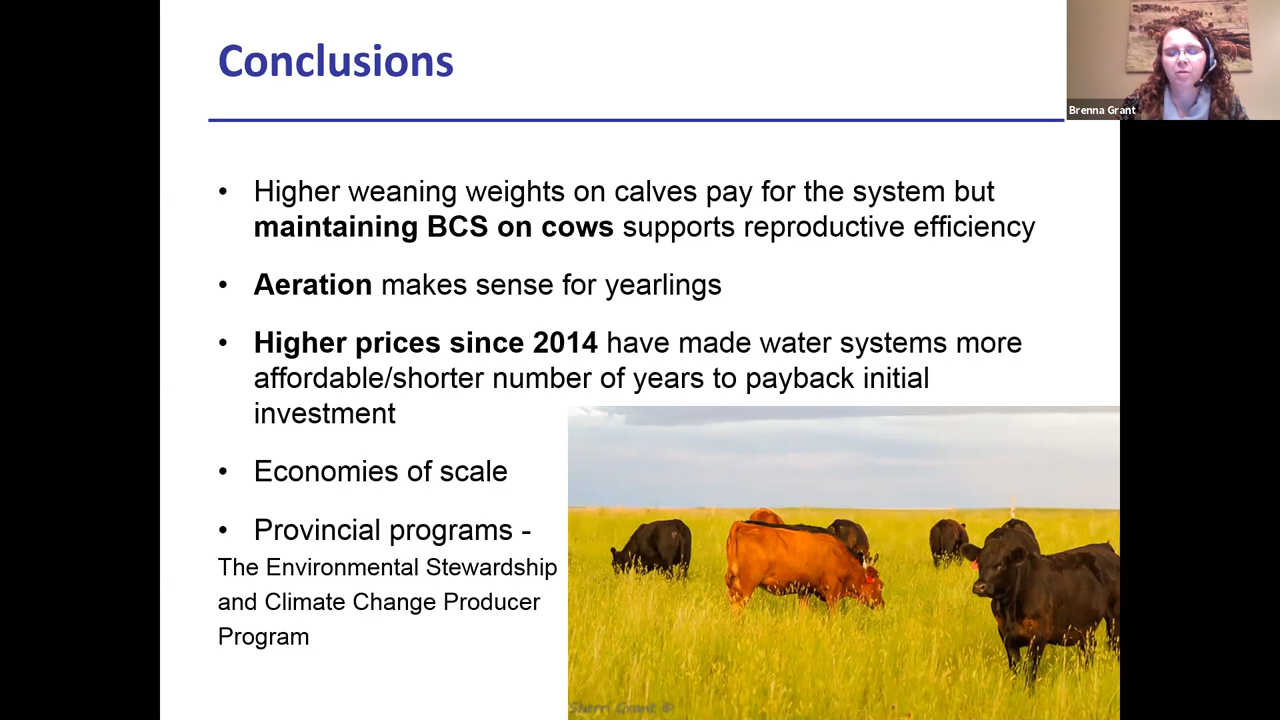 Conclusions
Brenna Grant
• Higher weaning weights on calves pay for the system but
maintaining BCS on cows supports reproductive efficiency
• Aeration makes sense for yearlings
• Higher prices since 2014 have made water systems more
affordable/shorter number of years to payback initial
investment
• Economies of scale
• Provincial programs -
The Environmental Stewardship
and Climate Change Producer
Program
Sherri Grant ©